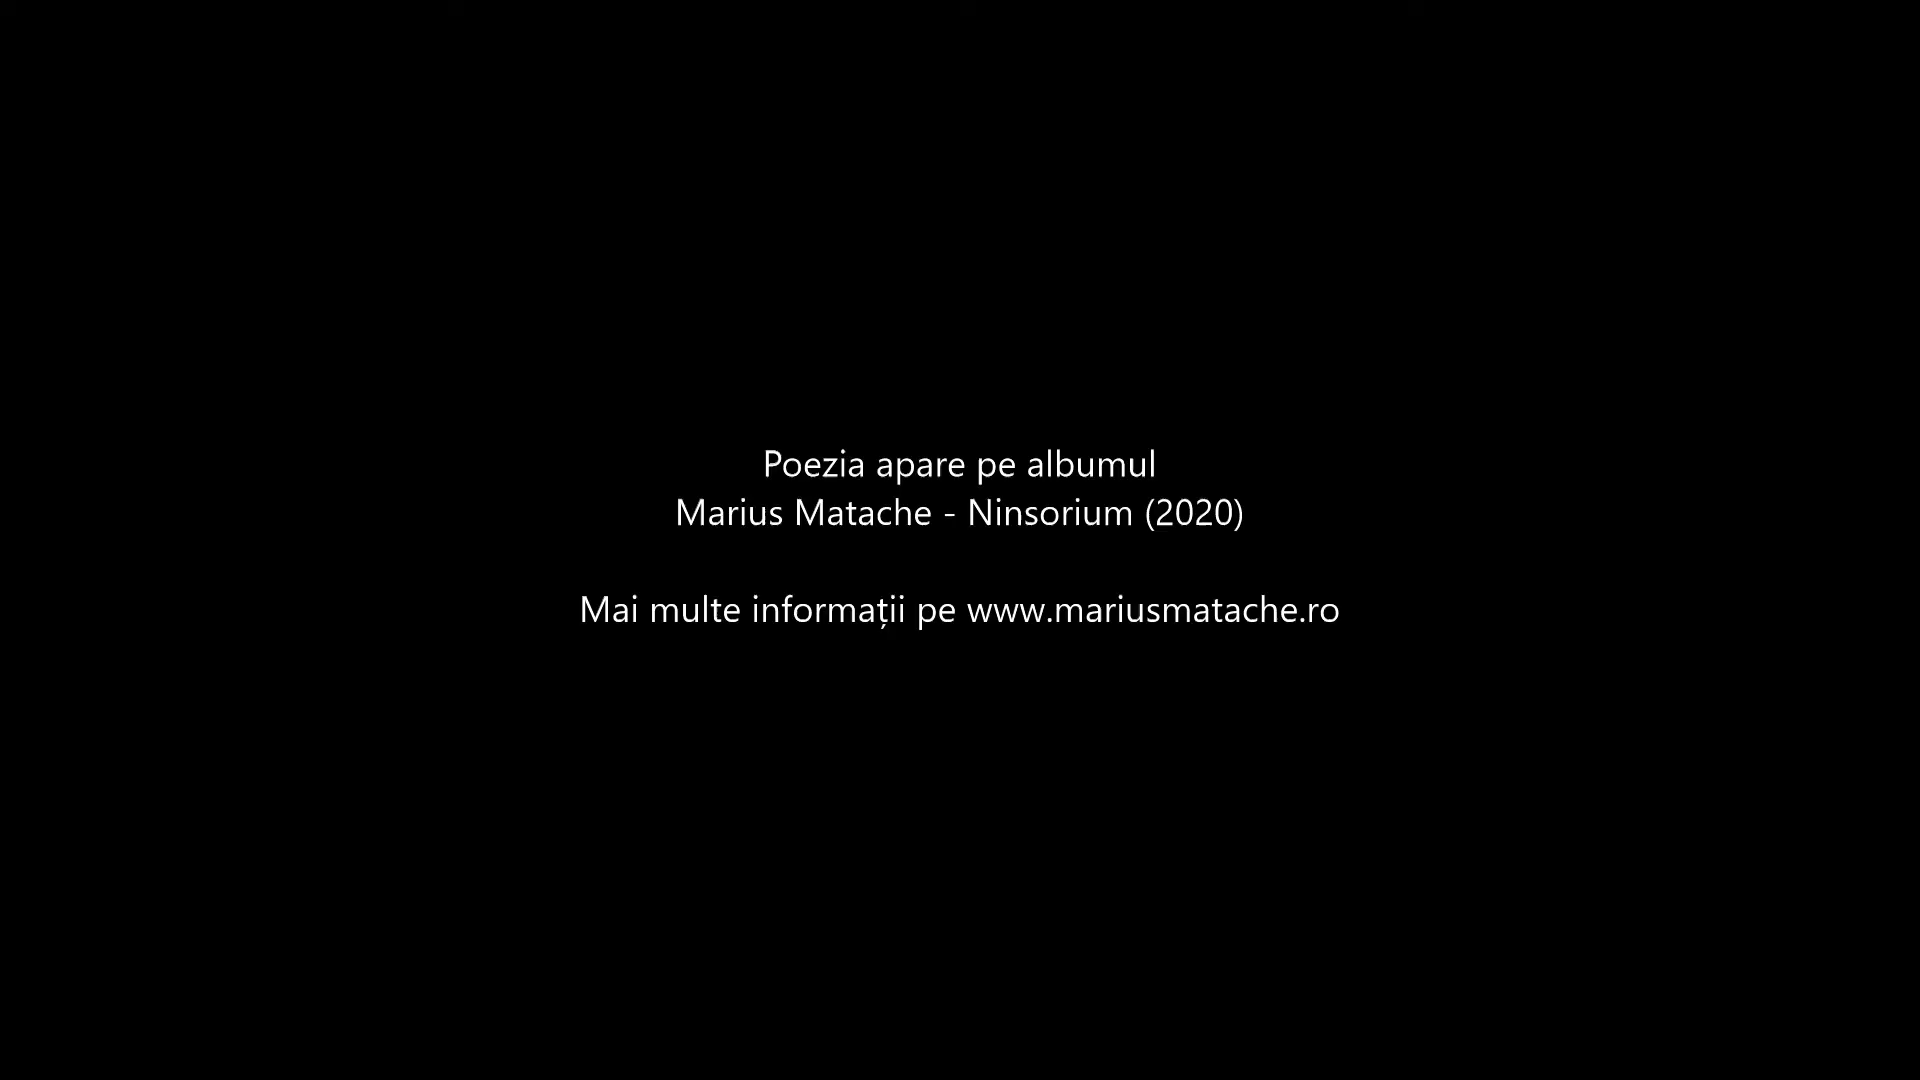 Poezia apare pe albumul
Marius Matache - Ninsorium (2020)
Mai multe informații pe www.mariusmatache.ro